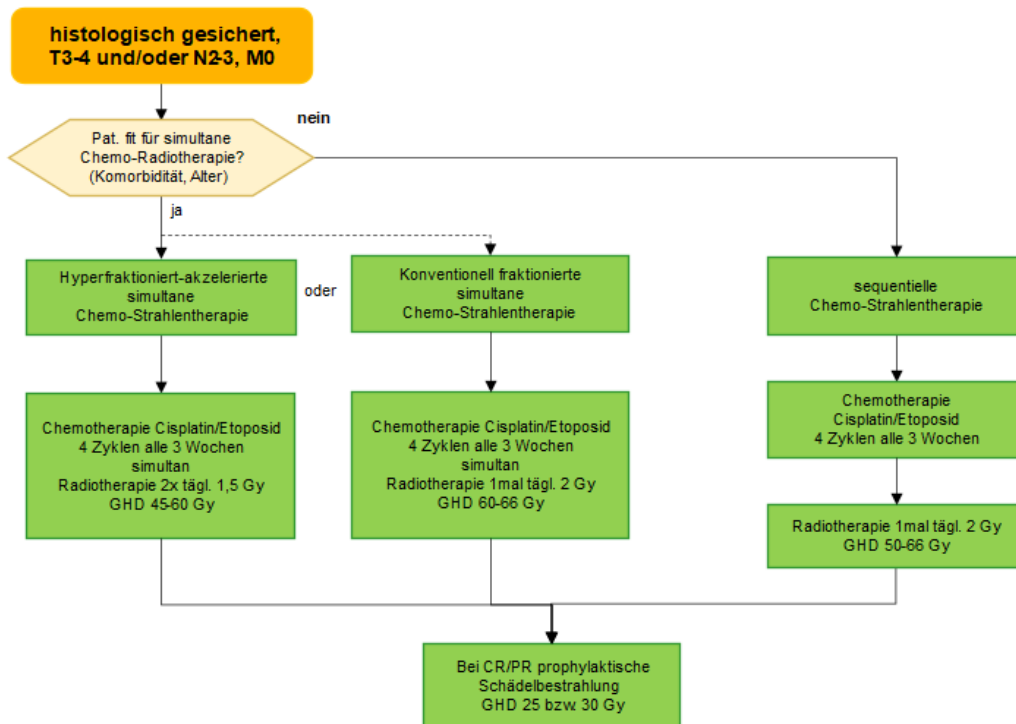 histologisch gesichert,
T3-4 und/oder N2-3, M0
nein
Pat. fit für simultane
Chemo-Radiotherapie?
(Komorbidität, Alter)
ja
Hyperfraktioniert-akzelerierte
simultane
Chemo-Strahlentherapie
oder
Konventionell fraktionierte
simultane
Chemo-Strahlentherapie
sequentielle
Chemo-Strahlentherapie
Chemotherapie Cisplatin/Etoposid
4 Zyklen alle 3 Wochen
simultan
Radiotherapie 2x tägl. 1,5 Gy
GHD 45-60 Gy
Chemotherapie Cisplatin/Etoposid
4 Zyklen alle 3 Wochen
simultan
Radiotherapie 1mal tägl. 2 Gy
GHD 60-66 Gy
Chemotherapie
Cisplatin/Etoposid
4 Zyklen alle 3 Wochen
Radiotherapie 1mal tägl. 2 Gy
GHD 50-66 Gy
Bei CR/PR prophylaktische
Schädelbestrahlung
GHD 25 bzw. 30 Gy